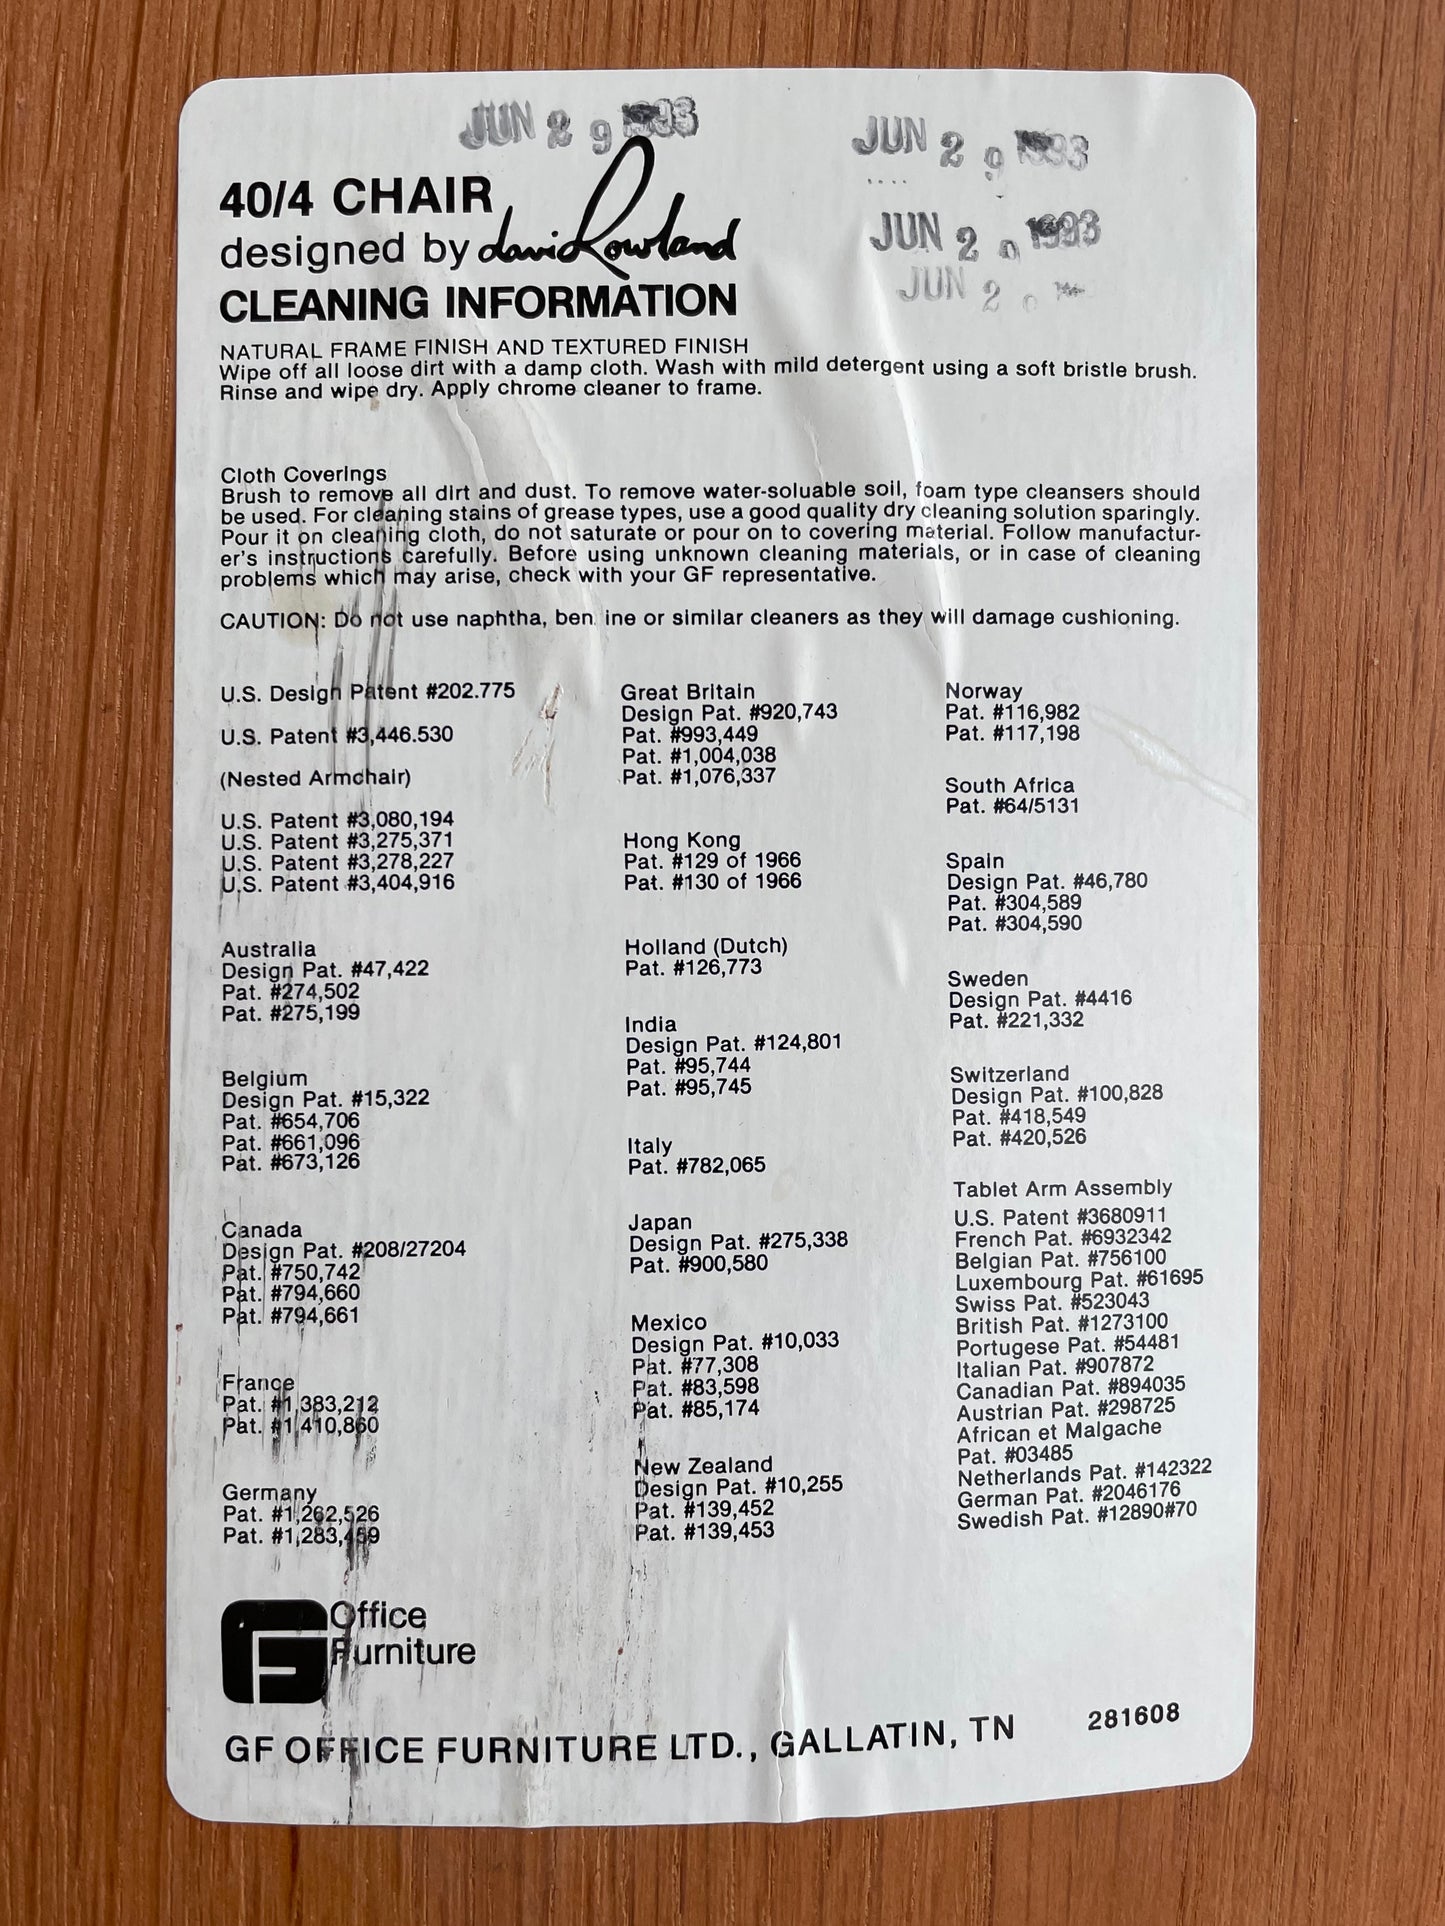 JUN 29 1993
JUN 29 1993
JUN 2 1993
JUN 2
40/4 CHAIR
designed by davidRowland
CLEANING INFORMATION
NATURAL FRAME FINISH AND TEXTURED FINISH
Wipe off all loose dirt with a damp cloth. Wash with mild detergent using a soft bristle brush.
Rinse and wipe dry. Apply chrome cleaner to frame.
Cloth Coverings
Brush to remove all dirt and dust. To remove water-soluable soil, foam type cleansers should
be used. For cleaning stains of grease types, use a good quality dry cleaning solution sparingly.
Pour it on cleaning cloth, do not saturate or pour on to covering material. Follow manufactur-
er's instructions carefully. Before using unknown cleaning materials, or in case of cleaning
problems which may arise, check with your GF representative.
CAUTION: Do not use naphtha, ben ine or similar cleaners as they will damage cushioning.
U.S. Design Patent #202.775
U.S. Patent #3,446.530
(Nested Armchair)
U.S. Patent #3,080,194
U.S. Patent #3,275,371
U.S. Patent #3,278,227
U.S. Patent #3,404,916
Australia
Design Pat. #47,422
Pat. #274,502
Pat. #275,199
Belgium
Design Pat. #15,322
Pat. #654,706
Pat. #661,096
Pat. #673,126
Canada
Design Pat. #208/27204
Pat. #750,742
Pat. #794,660
Pat. #794,661
France
Pat. #1,383,212
Pat. #1,410,860
Germany
Pat. #1,262,526
Pat. #1,283,459
Great Britain
Design Pat. #920,743
Pat. #993,449
Pat. #1,004,038
Pat. #1,076,337
Hong Kong
Pat. #129 of 1966
Pat. #130 of 1966
Holland (Dutch)
Pat. #126,773
India
Design Pat. #124,801
Pat. #95,744
Pat. #95,745
Italy
Pat. #782,065
Japan
Design Pat. #275,338
Pat. #900,580
Mexico
Design Pat. #10,033
Pat. #77,308
Pat. #83,598
Pat. #85,174
New Zealand
Design Pat. #10,255
Pat. #139,452
Pat. #139,453
Norway
Pat. #116,982
Pat. #117,198
South Africa
Pat. #64/5131
Spain
Design Pat. #46,780
Pat. #304,589
Pat. #304,590
Sweden
Design Pat. #4416
Pat. #221,332
Switzerland
Design Pat. #100,828
Pat. #418,549
Pat. #420,526
Tablet Arm Assembly
U.S. Patent #3680911
French Pat. #6932342
Belgian Pat. #756100
Luxembourg Pat. #61695
Swiss Pat. #523043
British Pat. #1273100
Portugese Pat. #54481
Italian Pat. #907872
Canadian Pat. #894035
Austrian Pat. #298725
African et Malgache
Pat. #03485
Netherlands Pat. #142322
German Pat. #2046176
Swedish Pat. #12890#70
GF Office
Furniture
GF OFFICE FURNITURE LTD., GALLATIN, TN
281608